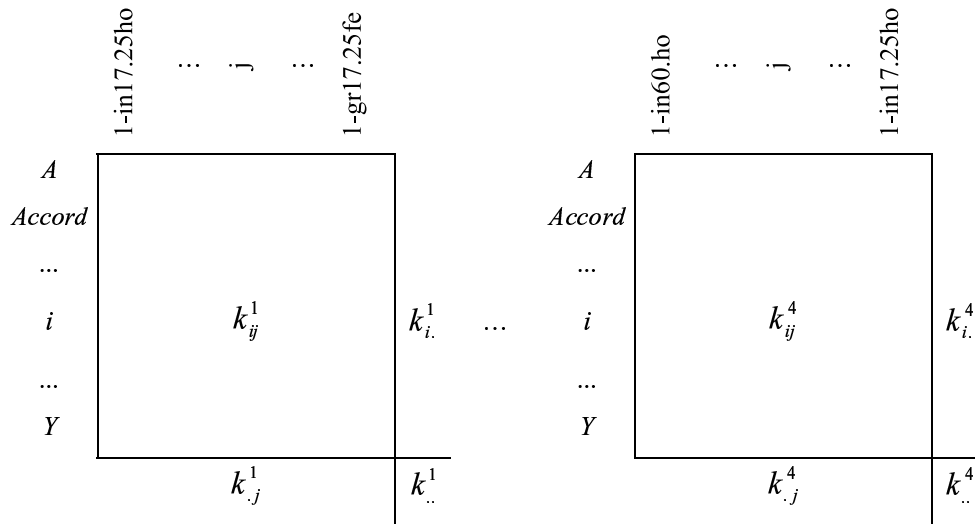 1-in17.25ho ... j ... 1-gr17.25fe 1-in60.ho ... j ... 1-in17.25ho
A A
Accord Accord
... ...
i k¹ᵢⱼ k¹ᵢ. ... i k⁴ᵢⱼ k⁴ᵢ.
... ...
Y Y
k¹.ⱼ k¹.. k⁴.ⱼ k⁴..